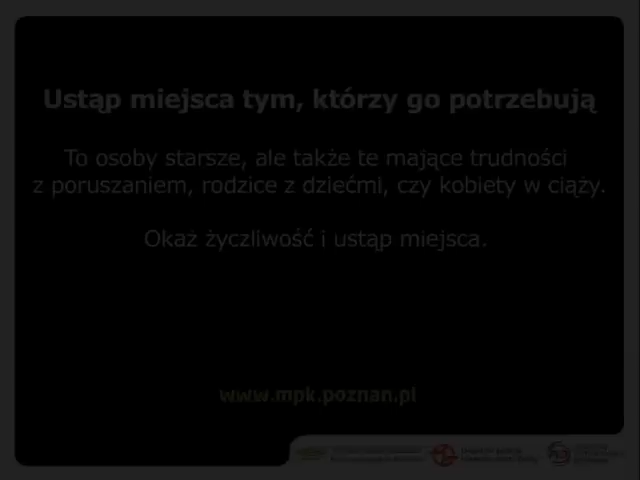 Ustąp miejsca tym, którzy go potrzebują
To osoby starsze, ale także te mające trudności
z poruszaniem, rodzice z dziećmi, czy kobiety w ciąży.
Okaż życzliwość i ustąp miejsca.
www.mpk.poznan.pl